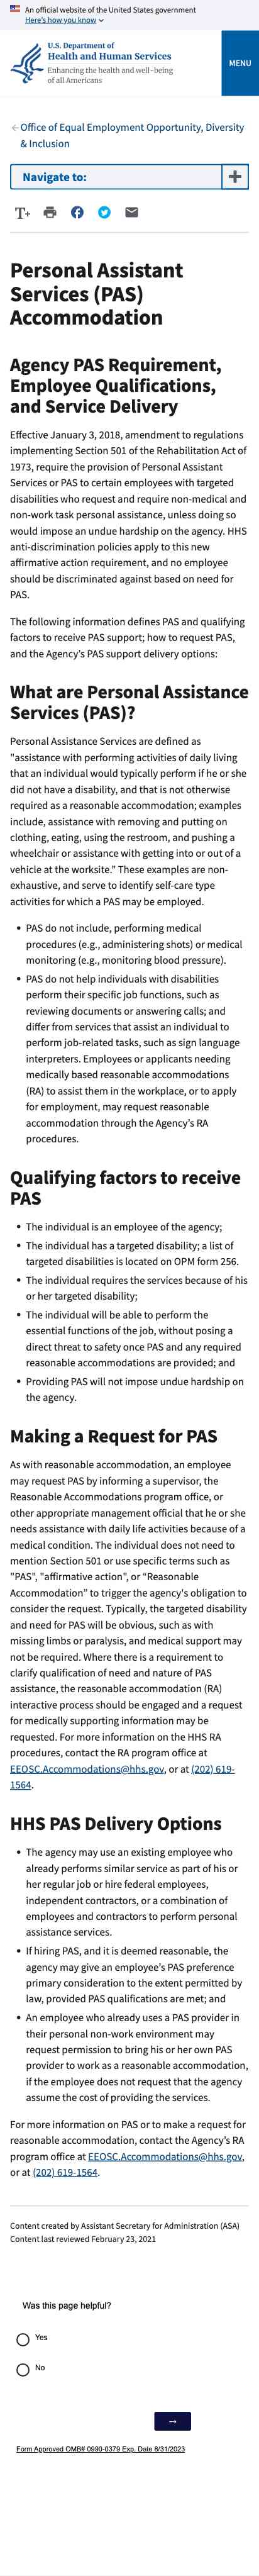 An official website of the United States government
Here's how you know
U.S. Department of
Health and Human Services
Enhancing the health and well-being
of all Americans
MENU
Office of Equal Employment Opportunity, Diversity
& Inclusion
Navigate to:
T+
Personal Assistant
Services (PAS)
Accommodation
Agency PAS Requirement,
Employee Qualifications,
and Service Delivery
Effective January 3, 2018, amendment to regulations
implementing Section 501 of the Rehabilitation Act of
1973, require the provision of Personal Assistant
Services or PAS to certain employees with targeted
disabilities who request and require non-medical and
non-work task personal assistance, unless doing so
would impose an undue hardship on the agency. HHS
anti-discrimination policies apply to this new
affirmative action requirement, and no employee
should be discriminated against based on need for
PAS.
The following information defines PAS and qualifying
factors to receive PAS support; how to request PAS,
and the Agency's PAS support delivery options:
What are Personal Assistance
Services (PAS)?
Personal Assistance Services are defined as
"assistance with performing activities of daily living
that an individual would typically perform if he or she
did not have a disability, and that is not otherwise
required as a reasonable accommodation; examples
include, assistance with removing and putting on
clothing, eating, using the restroom, and pushing a
wheelchair or assistance with getting into or out of a
vehicle at the worksite." These examples are non-
exhaustive, and serve to identify self-care type
activities for which a PAS may be employed.
• PAS do not include, performing medical
procedures (e.g., administering shots) or medical
monitoring (e.g., monitoring blood pressure).
• PAS do not help individuals with disabilities
perform their specific job functions, such as
reviewing documents or answering calls; and
differ from services that assist an individual to
perform job-related tasks, such as sign language
interpreters. Employees or applicants needing
medically based reasonable accommodations
(RA) to assist them in the workplace, or to apply
for employment, may request reasonable
accommodation through the Agency's RA
procedures.
Qualifying factors to receive
PAS
• The individual is an employee of the agency;
• The individual has a targeted disability; a list of
targeted disabilities is located on OPM form 256.
• The individual requires the services because of his
or her targeted disability;
• The individual will be able to perform the
essential functions of the job, without posing a
direct threat to safety once PAS and any required
reasonable accommodations are provided; and
• Providing PAS will not impose undue hardship on
the agency.
Making a Request for PAS
As with reasonable accommodation, an employee
may request PAS by informing a supervisor, the
Reasonable Accommodations program office, or
other appropriate management official that he or she
needs assistance with daily life activities because of a
medical condition. The individual does not need to
mention Section 501 or use specific terms such as
"PAS", "affirmative action", or "Reasonable
Accommodation" to trigger the agency's obligation to
consider the request. Typically, the targeted disability
and need for PAS will be obvious, such as with
missing limbs or paralysis, and medical support may
not be required. Where there is a requirement to
clarify qualification of need and nature of PAS
assistance, the reasonable accommodation (RA)
interactive process should be engaged and a request
for medically supporting information may be
requested. For more information on the HHS RA
procedures, contact the RA program office at
EEOSC.Accommodations@hhs.gov, or at (202) 619-
1564.
HHS PAS Delivery Options
• The agency may use an existing employee who
already performs similar service as part of his or
her regular job or hire federal employees,
independent contractors, or a combination of
employees and contractors to perform personal
assistance services.
• If hiring PAS, and it is deemed reasonable, the
agency may give an employee's PAS preference
primary consideration to the extent permitted by
law, provided PAS qualifications are met; and
• An employee who already uses a PAS provider in
their personal non-work environment may
request permission to bring his or her own PAS
provider to work as a reasonable accommodation,
if the employee does not request that the agency
assume the cost of providing the services.
For more information on PAS or to make a request for
reasonable accommodation, contact the Agency's RA
program office at EEOSC.Accommodations@hhs.gov,
or at (202) 619-1564.
Content created by Assistant Secretary for Administration (ASA)
Content last reviewed February 23, 2021
Was this page helpful?
Yes
No
→
Form Approved OMB# 0990-0379 Exp. Date 8/31/2023